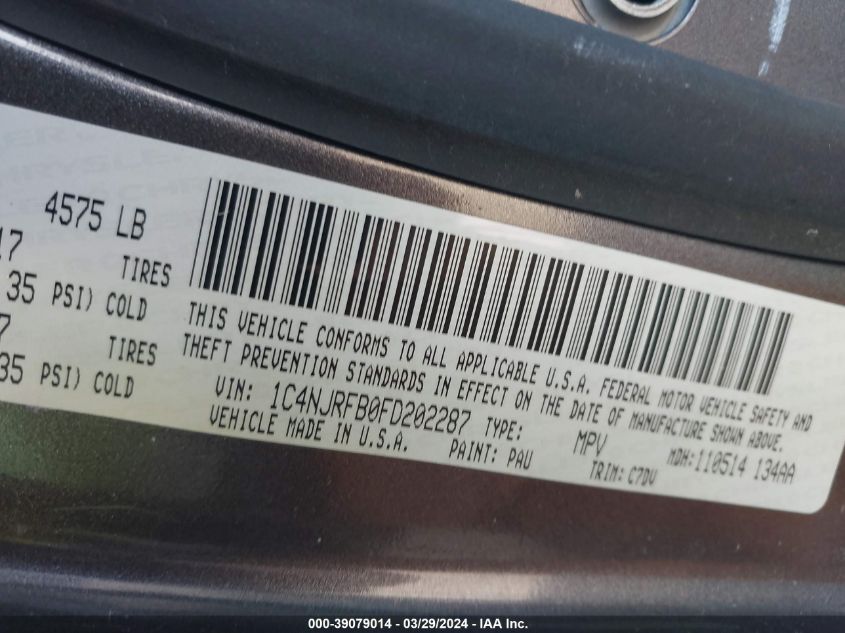 4575 LB
17 TIRES
35 PSI) COLD
7 TIRES
35 PSI) COLD
THIS VEHICLE CONFORMS TO ALL APPLICABLE U.S.A. FEDERAL MOTOR VEHICLE SAFETY AND
THEFT PREVENTION STANDARDS IN EFFECT ON THE DATE OF MANUFACTURE SHOWN ABOVE.
VIN: 1C4NJRFB0FD202287 TYPE: MPV MDH:110514 134AA
VEHICLE MADE IN U.S.A. PAINT: PAU TRIM: C7DV
000-39079014 - 03/29/2024 - IAA Inc.